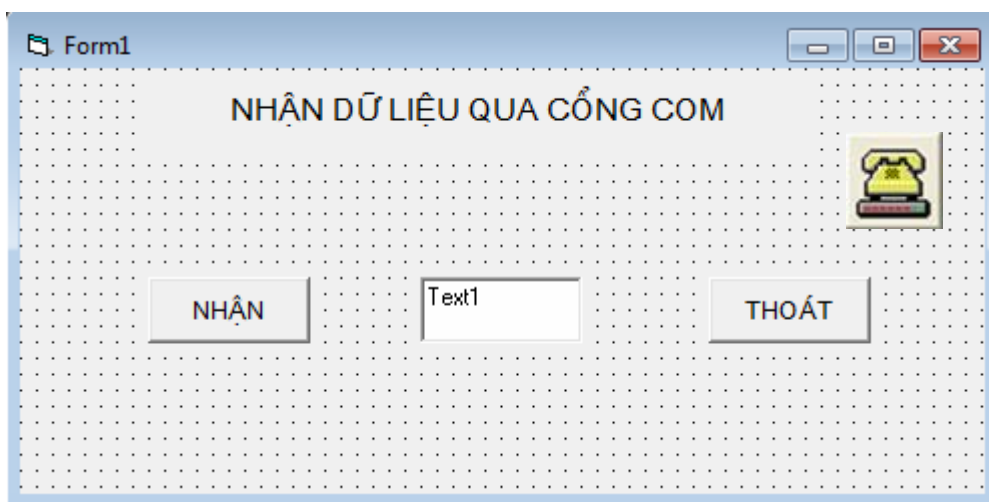 Form1
NHẬN DỮ LIỆU QUA CỔNG COM
NHẬN
Text1
THOÁT